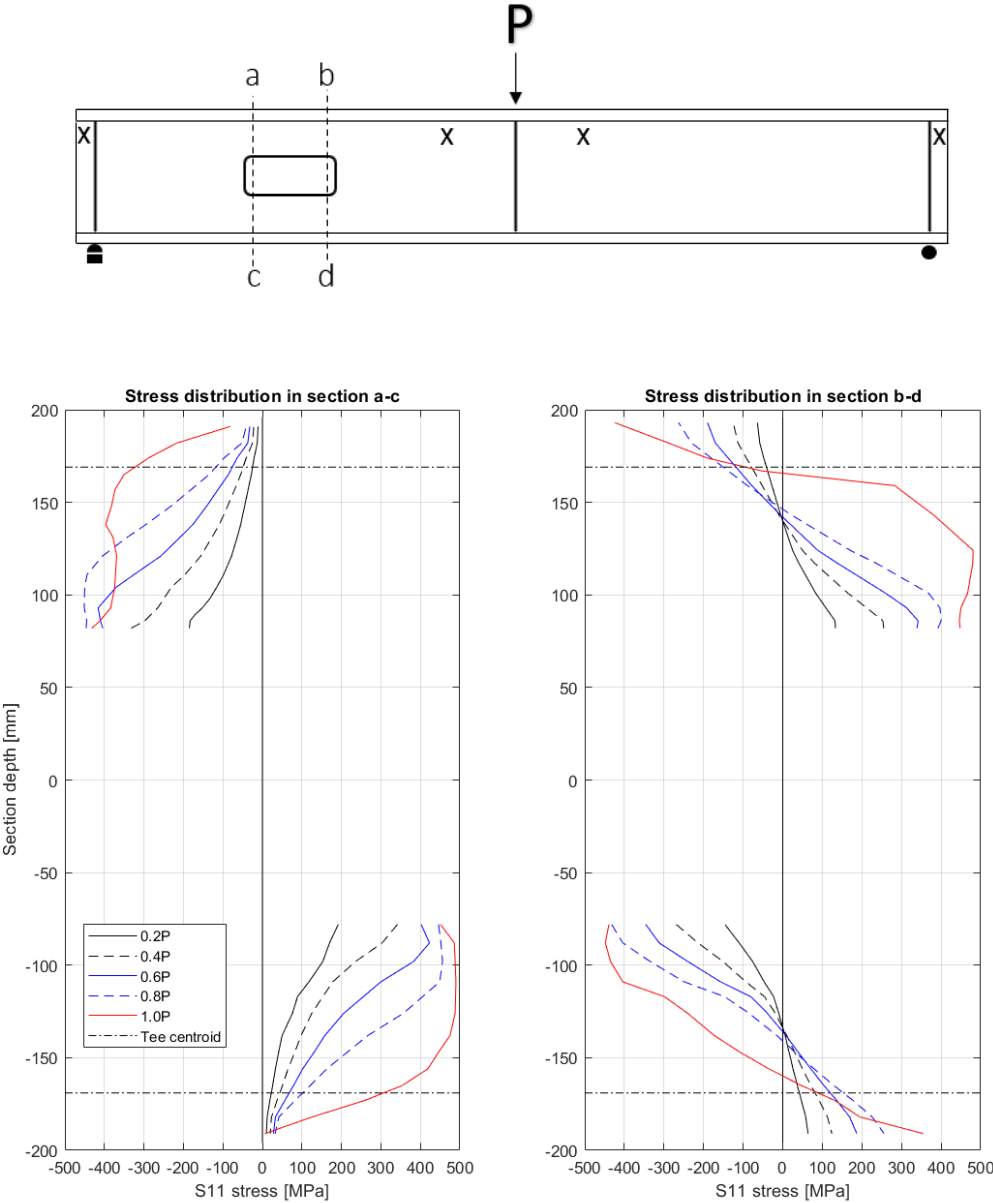 P
a
b
X
X
X
X
c
d
Stress distribution in section a-c
Stress distribution in section b-d
200
150
100
50
0
-50
-100
-150
-200
200
150
100
50
0
-50
-100
-150
-200
Section depth [mm]
0.2P
0.4P
0.6P
0.8P
1.0P
Tee centroid
-500 -400 -300 -200 -100 0 100 200 300 400 500
-500 -400 -300 -200 -100 0 100 200 300 400 500
S11 stress [MPa]
S11 stress [MPa]